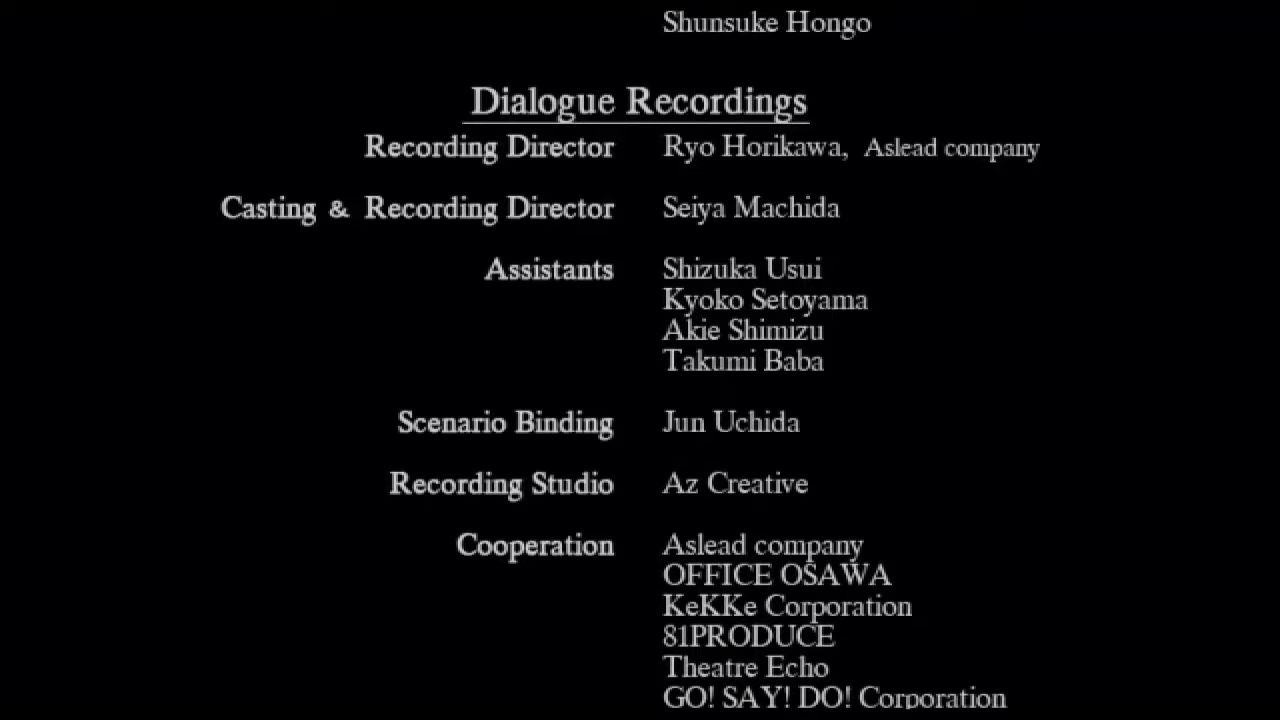 Shunsuke Hongo
Dialogue Recordings
Recording Director Ryo Horikawa, Aslead company
Casting & Recording Director Seiya Machida
Assistants Shizuka Usui
Kyoko Setoyama
Akie Shimizu
Takumi Baba
Scenario Binding Jun Uchida
Recording Studio Az Creative
Cooperation Aslead company
OFFICE OSAWA
KeKKe Corporation
81PRODUCE
Theatre Echo
GO! SAY! DO! Corporation